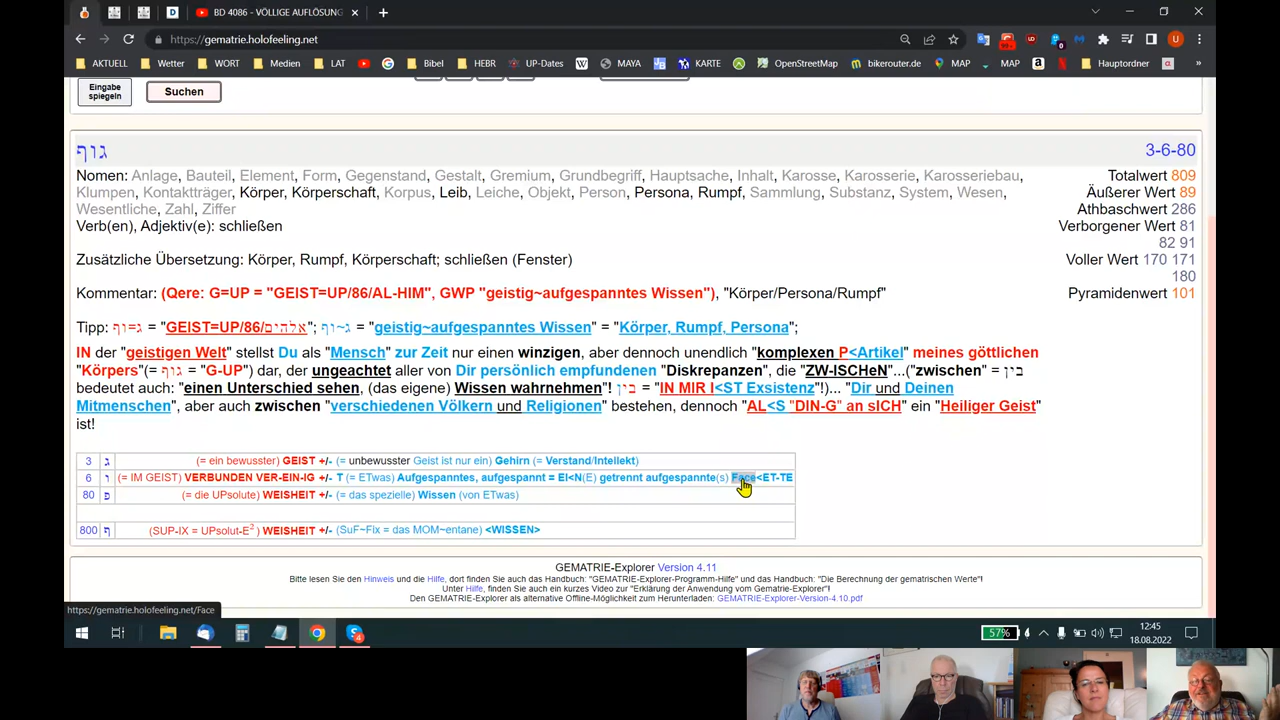 BD 4086 - VÖLLIGE AUFLÖSUNG
https://gematrie.holofeeling.net
AKTUELL Wetter WORT Medien LAT Bibel HEBR UP-Dates MAYA KARTE OpenStreetMap MAP bikerouter.de MAP Hauptordner »
Eingabe
spiegeln
Suchen
גוף 3-6-80
Nomen: Anlage, Bauteil, Element, Form, Gegenstand, Gestalt, Gremium, Grundbegriff, Hauptsache, Inhalt, Karosse, Karosserie, Karosseriebau, Totalwert 809
Klumpen, Kontaktträger, Körper, Körperschaft, Korpus, Leib, Leiche, Objekt, Person, Persona, Rumpf, Sammlung, Substanz, System, Wesen, Äußerer Wert 89
Wesentliche, Zahl, Ziffer Athbaschwert 286
Verb(en), Adjektiv(e): schließen Verborgener Wert 81
82 91
Zusätzliche Übersetzung: Körper, Rumpf, Körperschaft; schließen (Fenster) Voller Wert 170 171
180
Kommentar: (Qere: G=UP = "GEIST=UP/86/AL-HIM", GWP "geistig~aufgespanntes Wissen"), "Körper/Persona/Rumpf" Pyramidenwert 101
Tipp: ג=וף = "GEIST=UP/86/אלהים"; ג~וף = "geistig~aufgespanntes Wissen" = "Körper, Rumpf, Persona";
IN der "geistigen Welt" stellst Du als "Mensch" zur Zeit nur einen winzigen, aber dennoch unendlich "komplexen P<Artikel" meines göttlichen
"Körpers"(= גוף = "G-UP") dar, der ungeachtet aller von Dir persönlich empfundenen "Diskrepanzen", die "ZW-ISCHeN"...("zwischen" = בין
bedeutet auch: "einen Unterschied sehen, (das eigene) Wissen wahrnehmen"! בין = "IN MIR I<ST Exsistenz"!)... "Dir und Deinen
Mitmenschen", aber auch zwischen "verschiedenen Völkern und Religionen" bestehen, dennoch "AL<S "DIN-G" an sICH" ein "Heiliger Geist"
ist!
3 ג (= ein bewusster) GEIST +/- (= unbewusster Geist ist nur ein) Gehirn (= Verstand/Intellekt)
6 ו (= IM GEIST) VERBUNDEN VER-EIN-IG +/- T (= ETwas) Aufgespanntes, aufgespannt = EI<N(E) getrennt aufgespannte(s) Face<ET-TE
80 פ (= die UPsolute) WEISHEIT +/- (= das spezielle) Wissen (von ETwas)
800 ף (SUP-IX = UPsolut-E2 ) WEISHEIT +/- (SuF~Fix = das MOM~entane) <WISSEN>
GEMATRIE-Explorer Version 4.11
Bitte lesen Sie den Hinweis und die Hilfe, dort finden Sie auch das Handbuch: "GEMATRIE-Explorer-Programm-Hilfe" und das Handbuch: "Die Berechnung der gematrischen Werte"!
Unter Hilfe, finden Sie auch ein kurzes Video zur "Erklärung der Anwendung vom Gematrie-Explorer"!
Den GEMATRIE-Explorer als alternative Offline-Möglichkeit zum Herunterladen: GEMATRIE-Explorer-Version-4.10.pdf
https://gematrie.holofeeling.net/Face
57% 12:45
18.08.2022